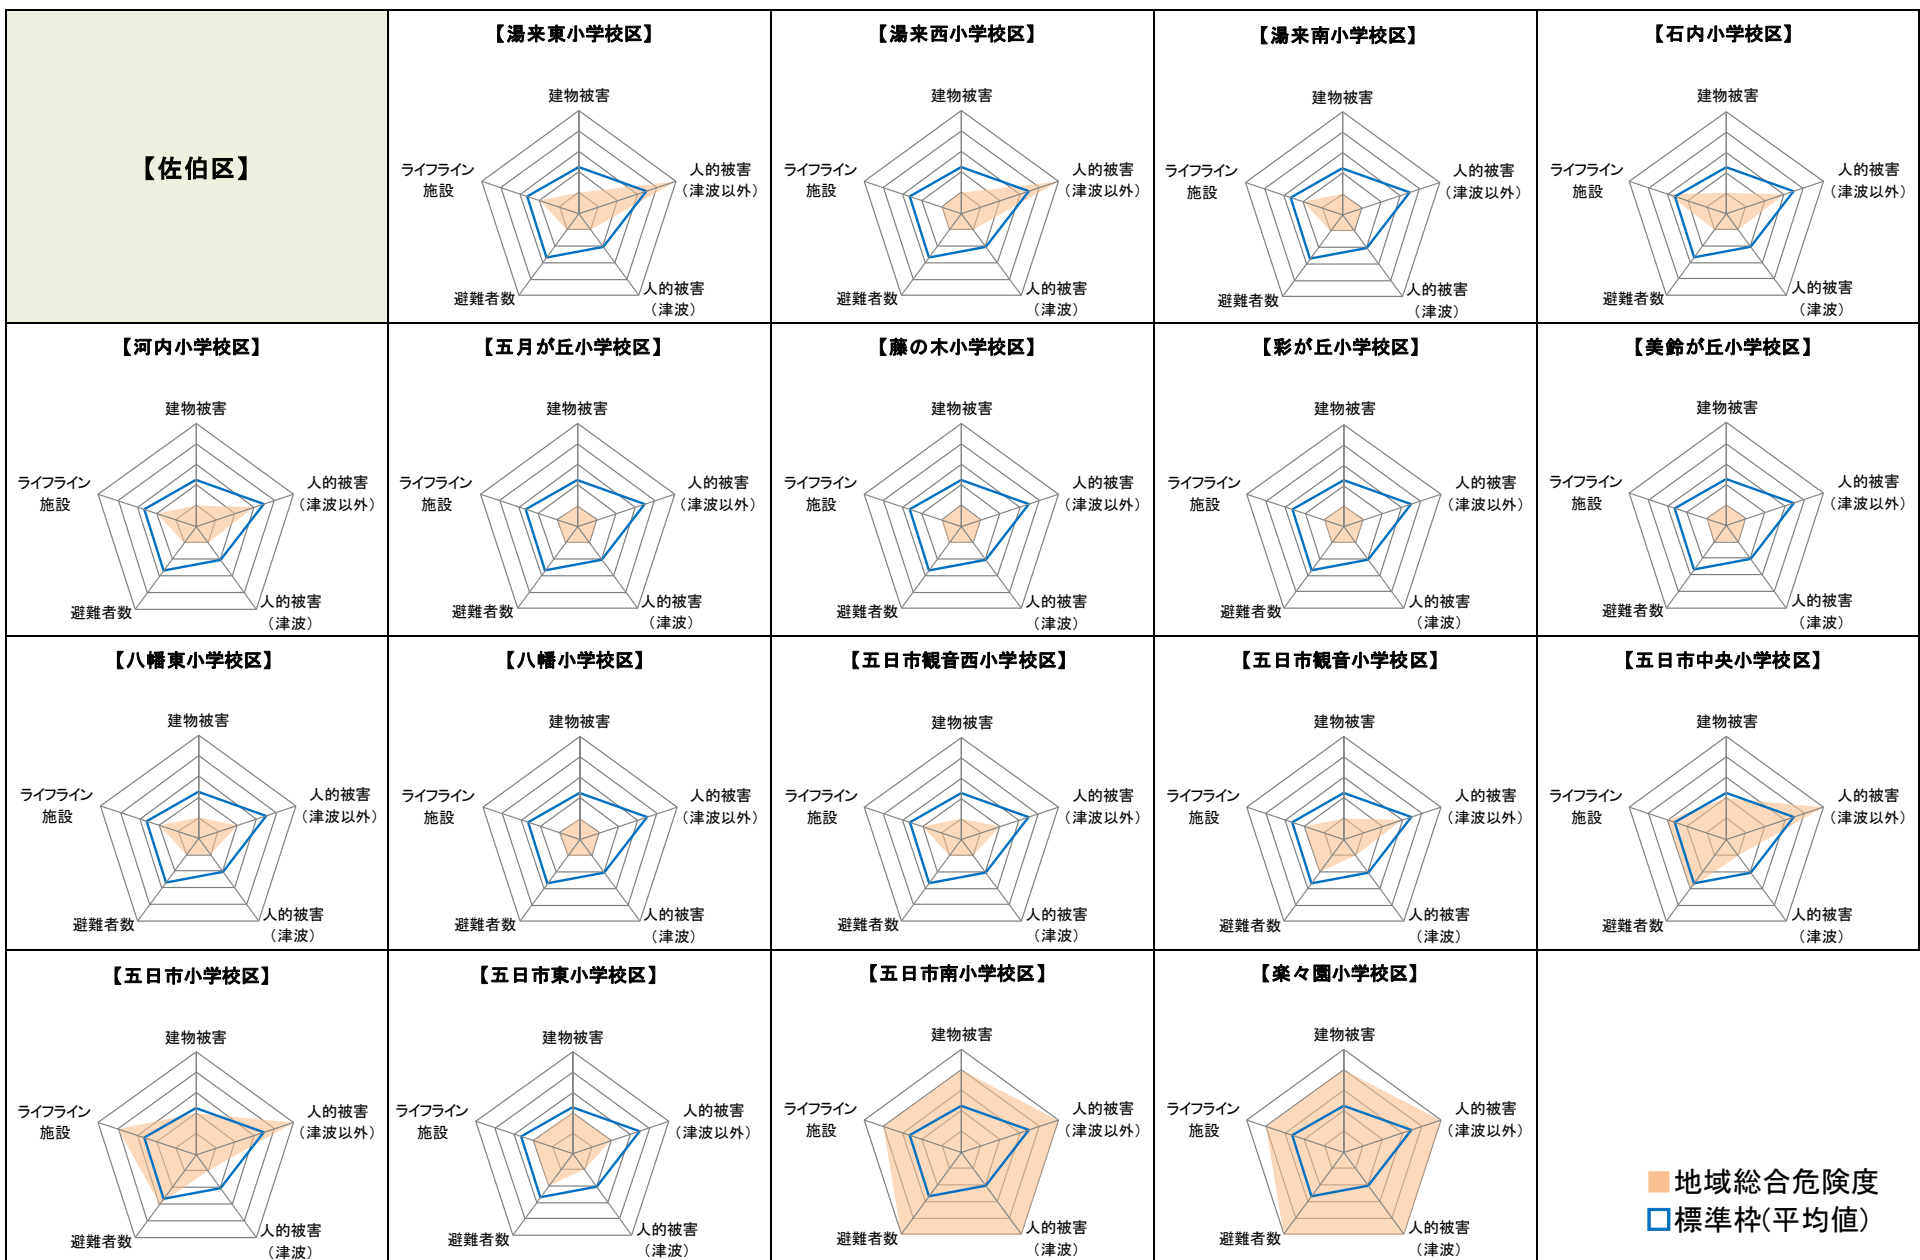 【佐伯区】
【湯来東小学校区】
建物被害
人的被害
（津波以外）
人的被害
（津波）
避難者数
ライフライン
施設
【湯来西小学校区】
建物被害
人的被害
（津波以外）
人的被害
（津波）
避難者数
ライフライン
施設
【湯来南小学校区】
建物被害
人的被害
（津波以外）
人的被害
（津波）
避難者数
ライフライン
施設
【石内小学校区】
建物被害
人的被害
（津波以外）
人的被害
（津波）
避難者数
ライフライン
施設
【河内小学校区】
建物被害
人的被害
（津波以外）
人的被害
（津波）
避難者数
ライフライン
施設
【五月が丘小学校区】
建物被害
人的被害
（津波以外）
人的被害
（津波）
避難者数
ライフライン
施設
【藤の木小学校区】
建物被害
人的被害
（津波以外）
人的被害
（津波）
避難者数
ライフライン
施設
【彩が丘小学校区】
建物被害
人的被害
（津波以外）
人的被害
（津波）
避難者数
ライフライン
施設
【美鈴が丘小学校区】
建物被害
人的被害
（津波以外）
人的被害
（津波）
避難者数
ライフライン
施設
【八幡東小学校区】
建物被害
人的被害
（津波以外）
人的被害
（津波）
避難者数
ライフライン
施設
【八幡小学校区】
建物被害
人的被害
（津波以外）
人的被害
（津波）
避難者数
ライフライン
施設
【五日市観音西小学校区】
建物被害
人的被害
（津波以外）
人的被害
（津波）
避難者数
ライフライン
施設
【五日市観音小学校区】
建物被害
人的被害
（津波以外）
人的被害
（津波）
避難者数
ライフライン
施設
【五日市中央小学校区】
建物被害
人的被害
（津波以外）
人的被害
（津波）
避難者数
ライフライン
施設
【五日市小学校区】
建物被害
人的被害
（津波以外）
人的被害
（津波）
避難者数
ライフライン
施設
【五日市東小学校区】
建物被害
人的被害
（津波以外）
人的被害
（津波）
避難者数
ライフライン
施設
【五日市南小学校区】
建物被害
人的被害
（津波以外）
人的被害
（津波）
避難者数
ライフライン
施設
【楽々園小学校区】
建物被害
人的被害
（津波以外）
人的被害
（津波）
避難者数
ライフライン
施設
地域総合危険度
標準枠(平均値)